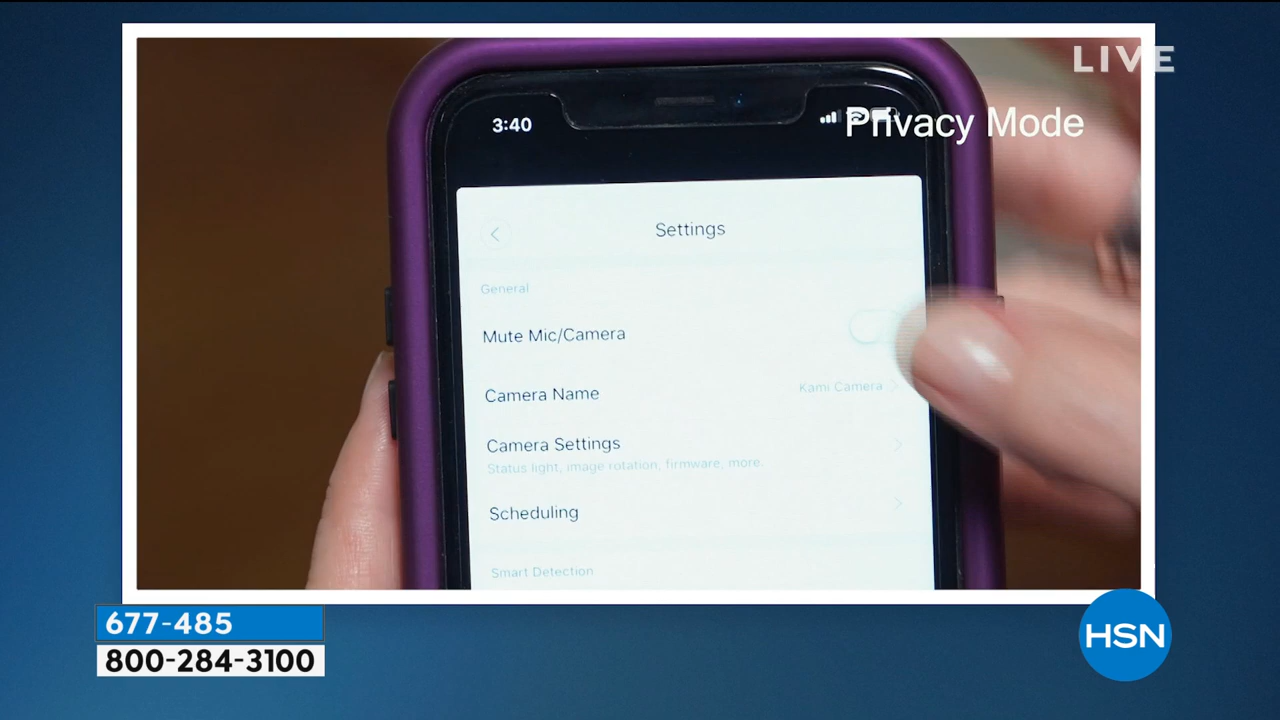 LIVE
3:40
Privacy Mode
Settings
General
Mute Mic/Camera
Camera Name
Kami Camera
Camera Settings
Status light, image rotation, firmware, more.
Scheduling
Smart Detection
677-485
800-284-3100
HSN